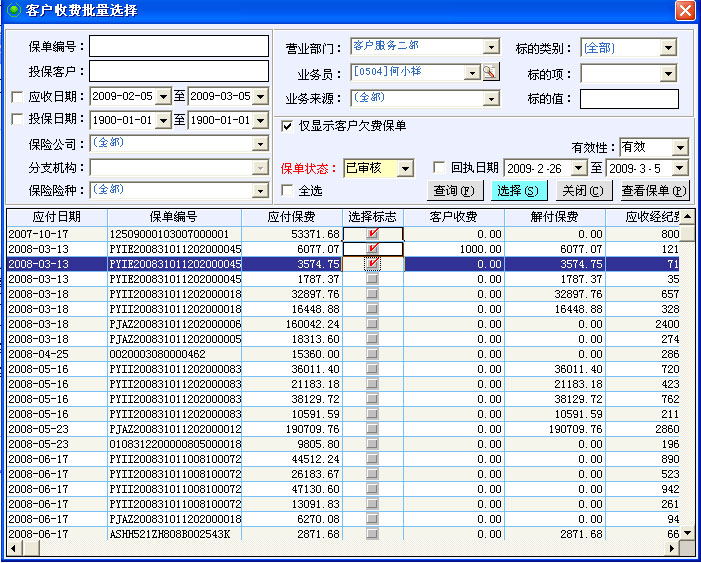 客户收费批量选择
保单编号：
投保客户：
应收日期： 2009-02-05 至 2009-03-05
投保日期： 1900-01-01 至 1900-01-01
保险公司： (全部)
分支机构：
保险险种： (全部)
营业部门： 客户服务二部 标的类别： (全部)
业务员： [0504]何小祥 标的项：
业务来源： (全部) 标的值：
仅显示客户欠费保单
有效性： 有效
保单状态： 已审核 回执日期 2009- 2 -26 至 2009- 3 - 5
全选 查询(F) 选择(S) 关闭(C) 查看保单(P)
应付日期 保单编号 应付保费 选择标志 客户收费 解付保费 应收经纪费
2007-10-17 12509000103007000001 53371.68 0.00 0.00 800
2008-03-13 PYIE200831011202000045 6077.07 1000.00 6077.07 121
2008-03-13 PYIE200831011202000045 3574.75 0.00 3574.75 71
2008-03-13 PYIE200831011202000045 1787.37 0.00 1787.37 35
2008-03-18 PYII200831011202000018 32897.76 0.00 32897.76 657
2008-03-18 PYII200831011202000018 16448.88 0.00 16448.88 328
2008-03-18 PJAZ200831011202000006 160042.24 0.00 0.00 2400
2008-03-18 PJAZ200831011202000005 18313.60 0.00 0.00 274
2008-04-25 0020003080000462 15360.00 0.00 0.00 286
2008-05-16 PYII200831011202000083 36011.40 0.00 36011.40 720
2008-05-16 PYII200831011202000083 21183.18 0.00 21183.18 423
2008-05-16 PYII200831011202000083 38129.72 0.00 38129.72 762
2008-05-16 PYII200831011202000083 10591.59 0.00 10591.59 211
2008-05-23 PJAZ200831011202000012 190709.76 0.00 190709.76 2860
2008-05-23 0108312200000805000018 9805.80 0.00 0.00 196
2008-06-17 PYII200831011008100072 44512.24 0.00 0.00 890
2008-06-17 PYII200831011008100072 26183.67 0.00 0.00 523
2008-06-17 PYII200831011008100072 47130.60 0.00 0.00 942
2008-06-17 PYII200831011008100072 13091.83 0.00 0.00 261
2008-06-17 PJAZ200831011202000018 6270.08 0.00 0.00 94
2008-06-17 ASHH521ZH808B002543K 2871.68 0.00 2871.68 66